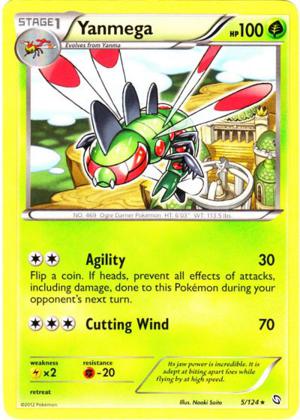 STAGE1
Yanmega
HP100
Evolves from Yanma
NO. 469 Ogre Darner Pokémon HT: 6'03" WT: 113.5 lbs.
Agility 30
Flip a coin. If heads, prevent all effects of attacks,
including damage, done to this Pokémon during your
opponent's next turn.
Cutting Wind 70
weakness
×2
resistance
-20
retreat
Its jaw power is incredible. It is
adept at biting apart foes while
flying by at high speed.
©2012 Pokémon
Illus. Naoki Saito
5/124 ★